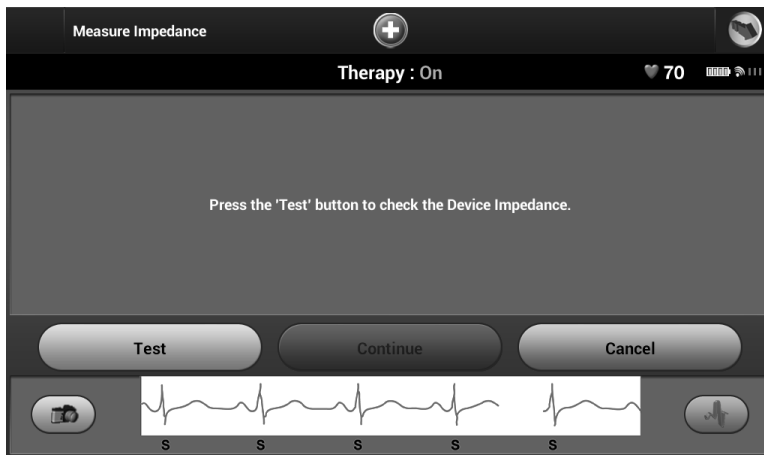 Measure Impedance
Therapy : On 70
Press the 'Test' button to check the Device Impedance.
Test Continue Cancel
S S S S S